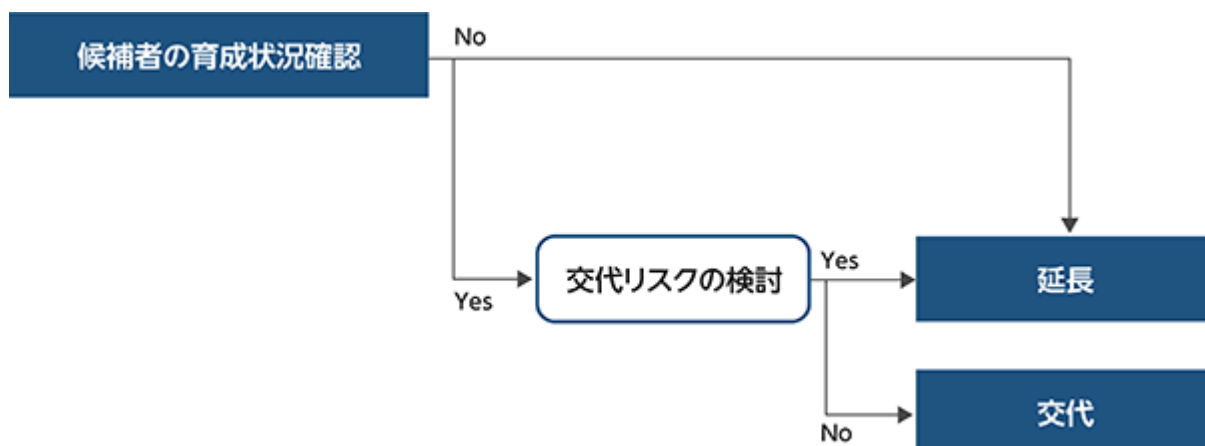 候補者の育成状況確認
No
Yes
交代リスクの検討
Yes
延長
No
交代